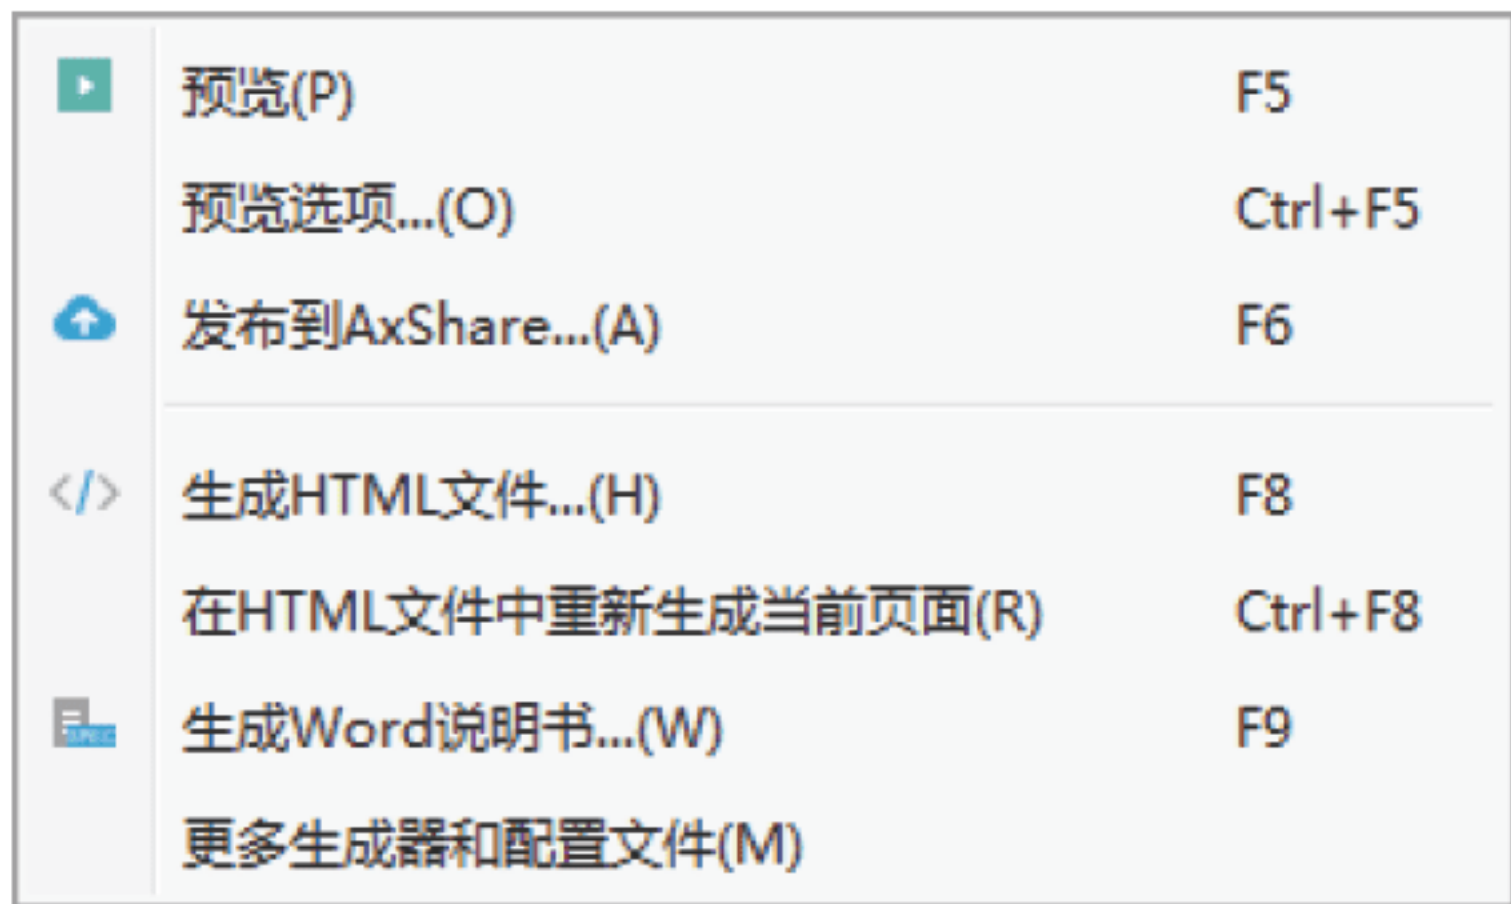 预览(P) F5
预览选项...(O) Ctrl+F5
发布到AxShare...(A) F6
生成HTML文件...(H) F8
在HTML文件中重新生成当前页面(R) Ctrl+F8
生成Word说明书...(W) F9
更多生成器和配置文件(M)